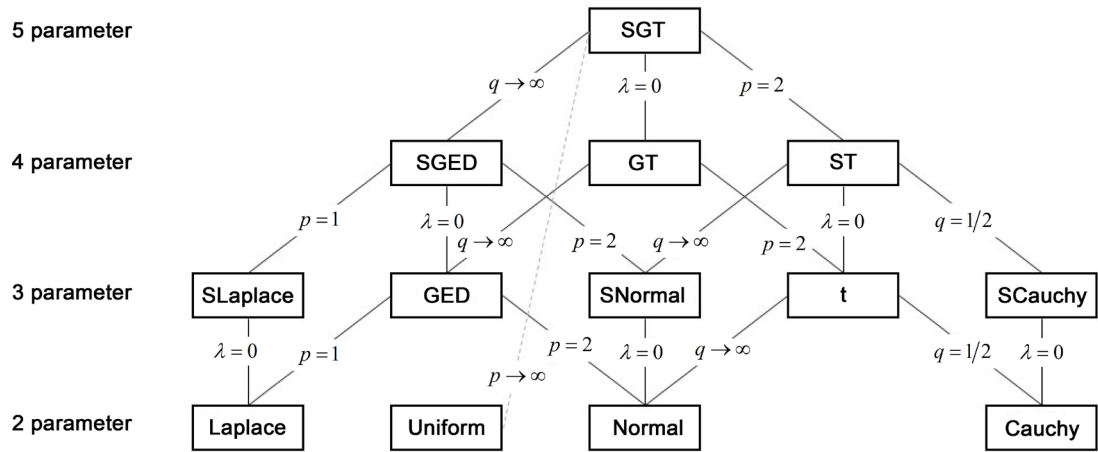 5 parameter SGT
q → ∞ λ = 0 p = 2
4 parameter SGED GT ST
p = 1 λ = 0 λ = 0 q = 1/2
q → ∞ p = 2 q → ∞ p = 2
3 parameter SLaplace GED SNormal t SCauchy
λ = 0 p = 1 p = 2 λ = 0 q → ∞ q = 1/2 λ = 0
p → ∞
2 parameter Laplace Uniform Normal Cauchy